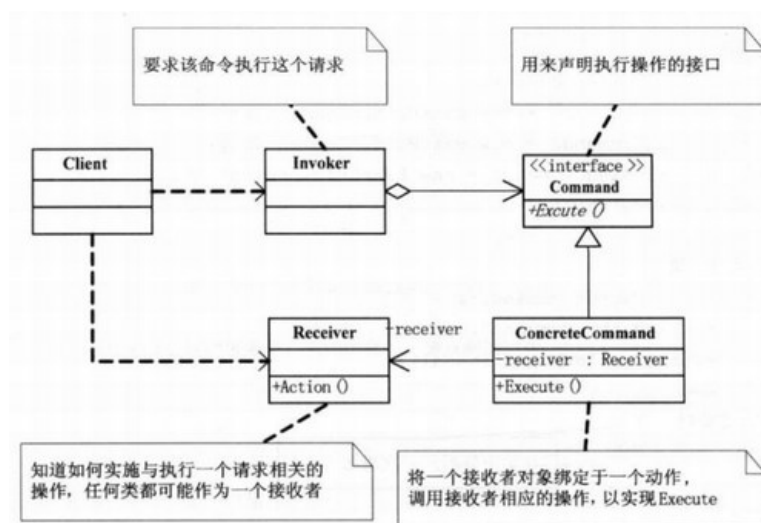 要求该命令执行这个请求
用来声明执行操作的接口
Client
Invoker
<<interface>>
Command
+Excute()
Receiver
-receiver
ConcreteCommand
-receiver : Receiver
+Action()
+Execute()
知道如何实施与执行一个请求相关的
操作，任何类都可能作为一个接收者
将一个接收者对象绑定于一个动作，
调用接收者相应的操作，以实现Execute